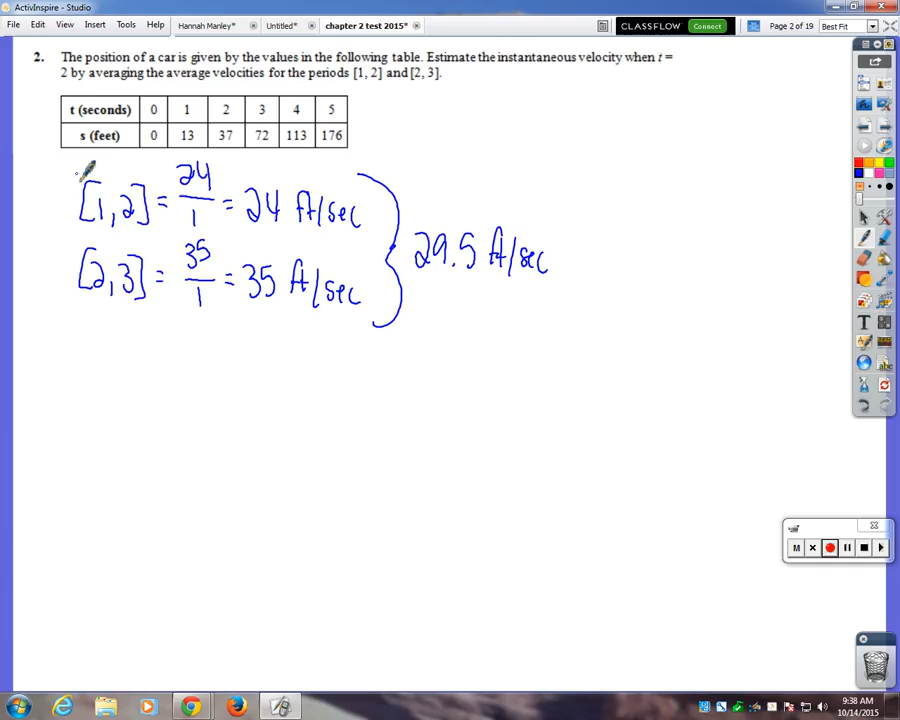 ActivInspire - Studio
File Edit View Insert Tools Help
Hannah Manley* Untitled* chapter 2 test 2015*
CLASSFLOW Connect Page 2 of 19 Best Fit
2. The position of a car is given by the values in the following table. Estimate the instantaneous velocity when t =
2 by averaging the average velocities for the periods [1, 2] and [2, 3].
t (seconds) 0 1 2 3 4 5
s (feet) 0 13 37 72 113 176
[1,2] = 24/1 = 24 ft/sec
[2,3] = 35/1 = 35 ft/sec
29.5 ft/sec
M
9:38 AM
10/14/2015